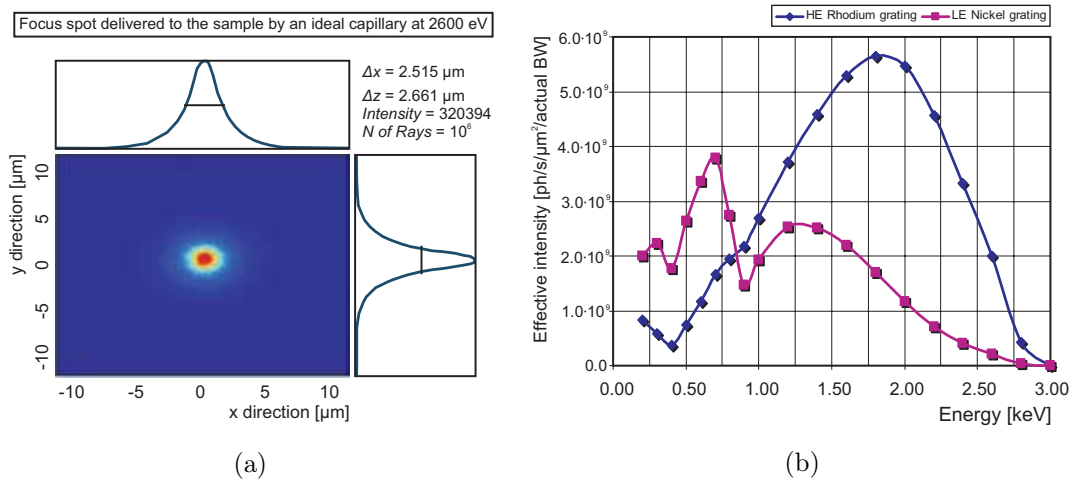 Focus spot delivered to the sample by an ideal capillary at 2600 eV
Δx = 2.515 µm
Δz = 2.661 µm
Intensity = 320394
N of Rays = 10⁶
y direction [µm]
10
5
0
-5
-10
-10
-5
0
5
10
x direction [µm]
(a)
HE Rhodium grating
LE Nickel grating
Effective intensity [ph/s/µm²/actual BW]
6.0·10⁹
5.0·10⁹
4.0·10⁹
3.0·10⁹
2.0·10⁹
1.0·10⁹
0.0
0.00
0.50
1.00
1.50
2.00
2.50
3.00
Energy [keV]
(b)